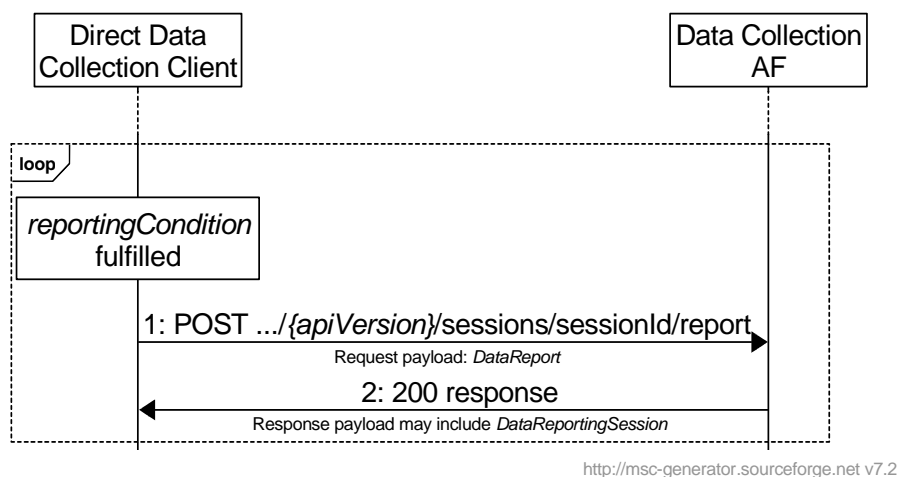 Direct Data
Collection Client
Data Collection
AF
loop
reportingCondition
fulfilled
1: POST .../{apiVersion}/sessions/sessionId/report
Request payload: DataReport
2: 200 response
Response payload may include DataReportingSession
http://msc-generator.sourceforge.net v7.2